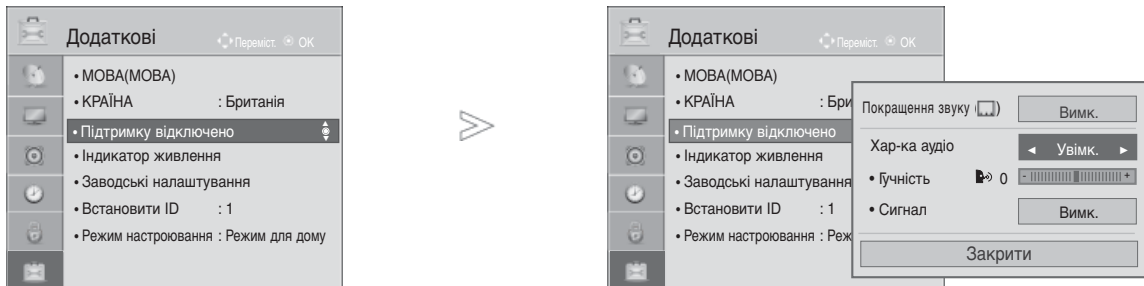 Додаткові
Переміст. OK
• МОВА(МОВА)
• КРАЇНА : Британія
• Підтримку відключено
• Індикатор живлення
• Заводські налаштування
• Встановити ID : 1
• Режим настроювання : Режим для дому
Додаткові
Переміст. OK
• МОВА(МОВА)
• КРАЇНА : Бри
• Підтримку відключено
• Індикатор живлення
• Заводські налаштування
• Встановити ID : 1
• Режим настроювання : Реж
Покращення звуку ( ) Вимк.
Хар-ка аудіо ◄ Увімк. ►
• Гучність 0 - +
• Сигнал Вимк.
Закрити